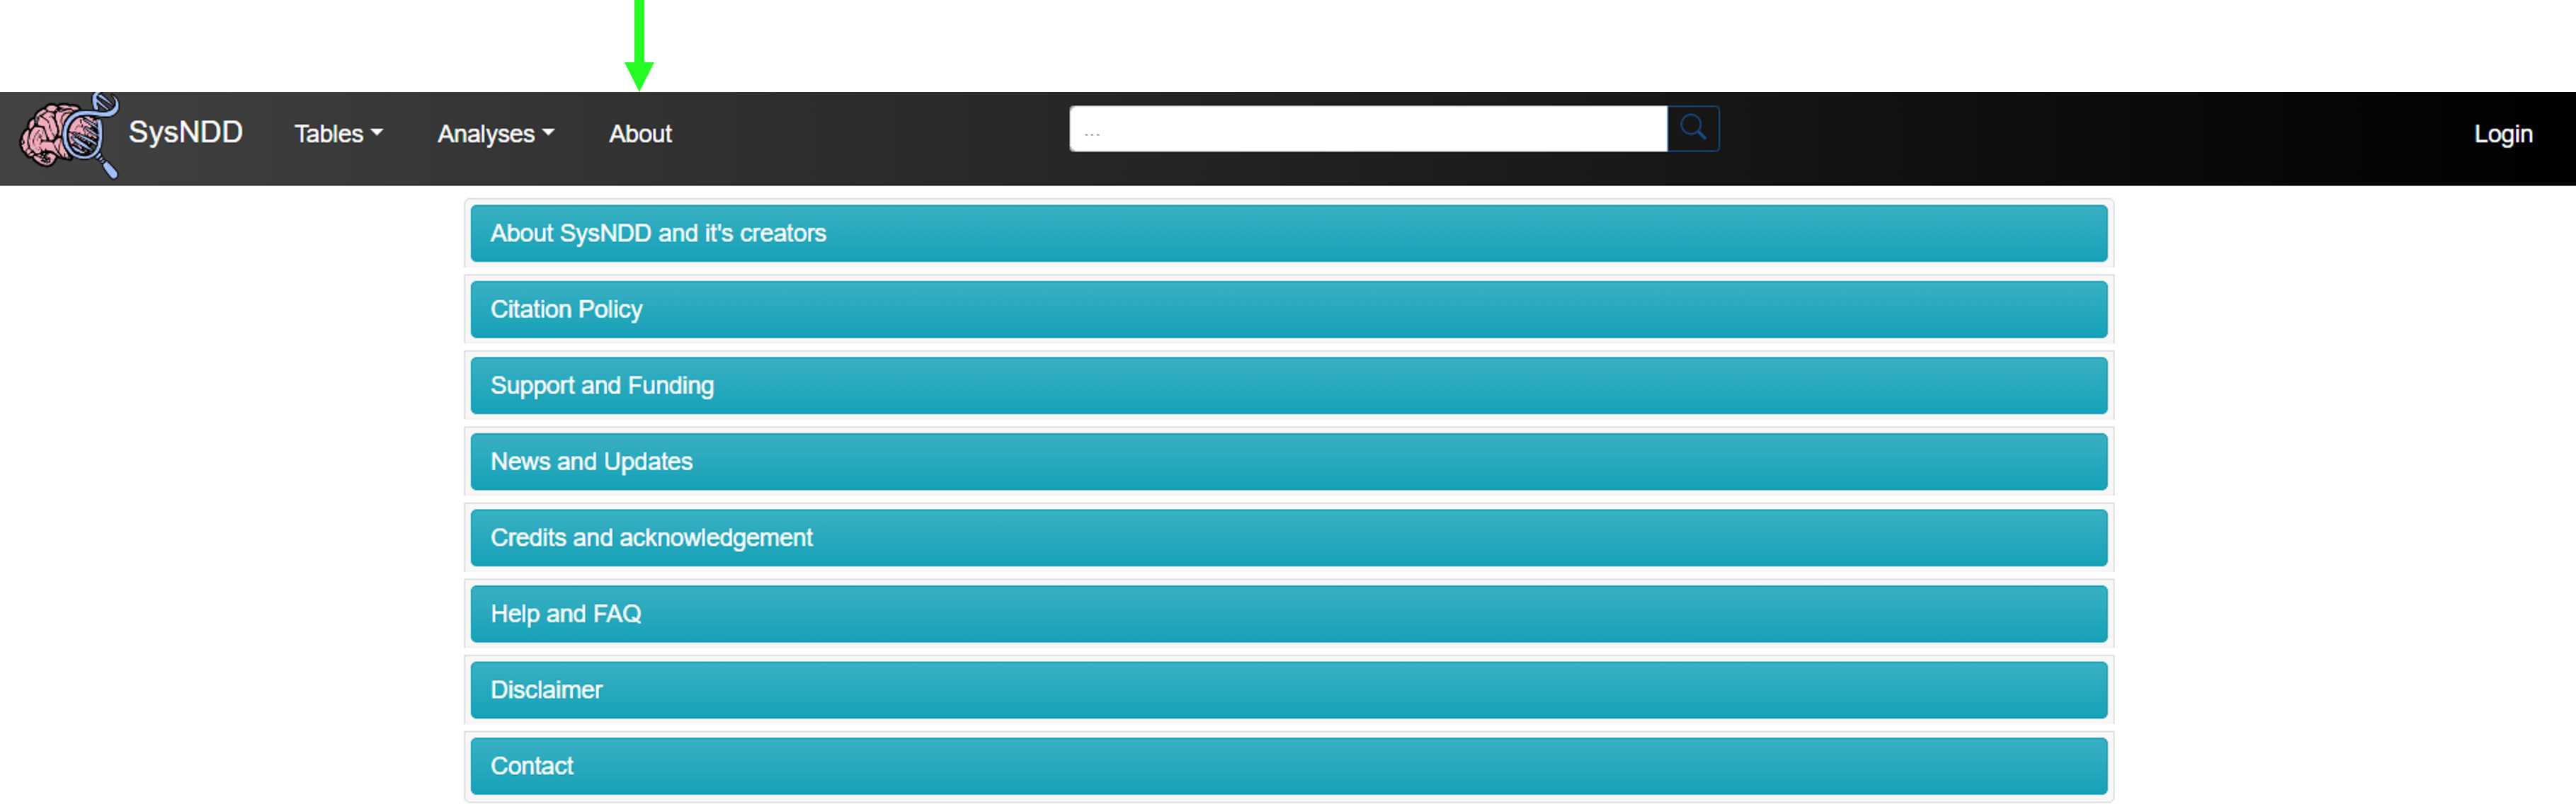 SysNDD Tables Analyses About ... Login
About SysNDD and it's creators
Citation Policy
Support and Funding
News and Updates
Credits and acknowledgement
Help and FAQ
Disclaimer
Contact